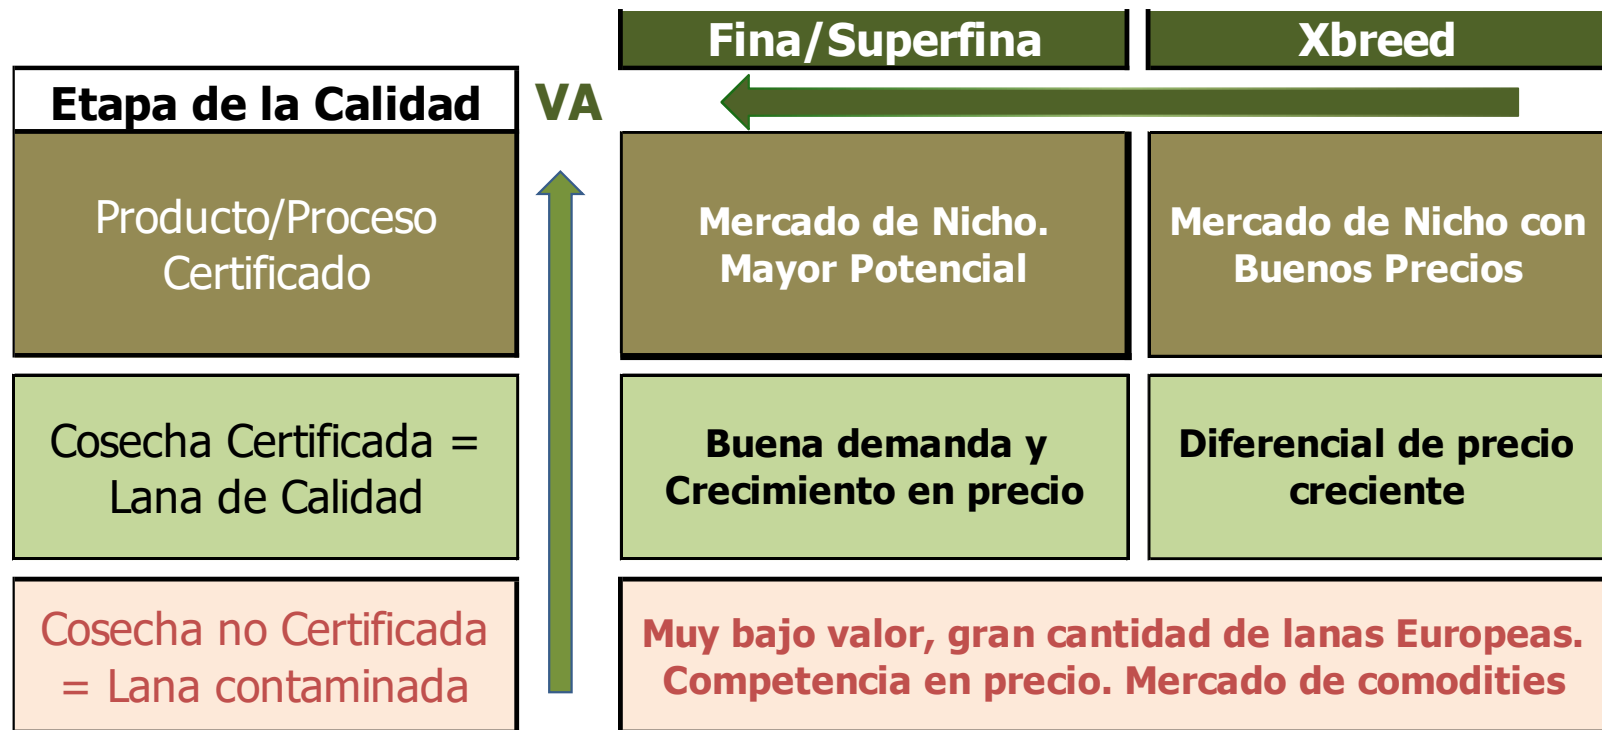 Fina/Superfina
Xbreed
Etapa de la Calidad
VA
Producto/Proceso
Certificado
Mercado de Nicho.
Mayor Potencial
Mercado de Nicho con
Buenos Precios
Cosecha Certificada =
Lana de Calidad
Buena demanda y
Crecimiento en precio
Diferencial de precio
creciente
Cosecha no Certificada
= Lana contaminada
Muy bajo valor, gran cantidad de lanas Europeas.
Competencia en precio. Mercado de comodities